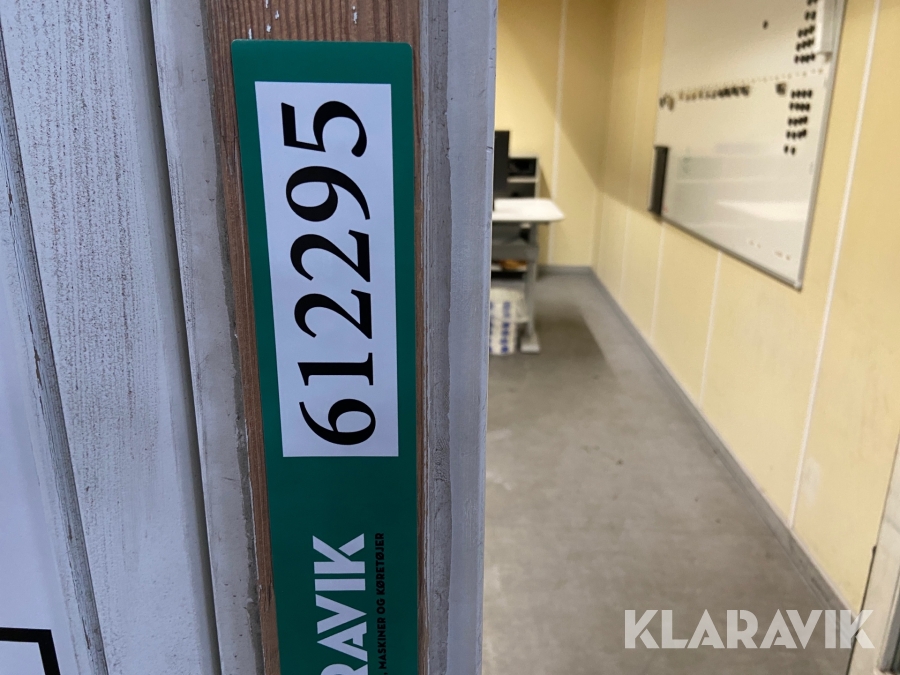 612295
RAVIK
, MASKINER OG KØRETØJER
KLARAVIK